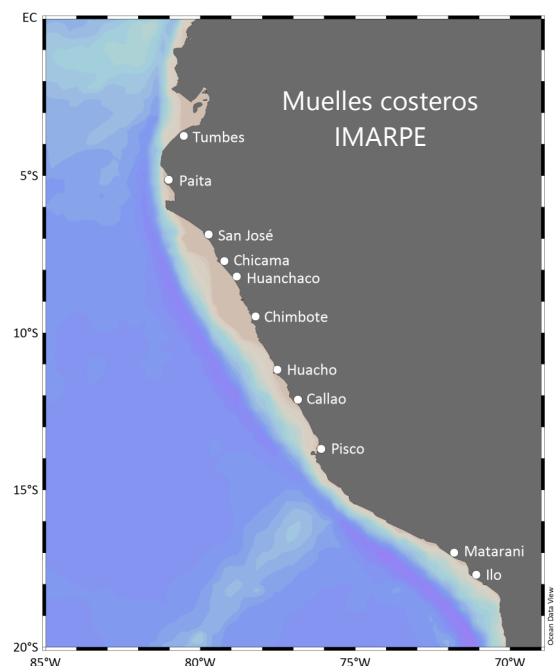 EC
Muelles costeros
IMARPE
Tumbes
5°S
Paita
San José
Chicama
Huanchaco
Chimbote
10°S
Huacho
Callao
Pisco
15°S
Matarani
Ilo
Ocean Data View
20°S
85°W
80°W
75°W
70°W